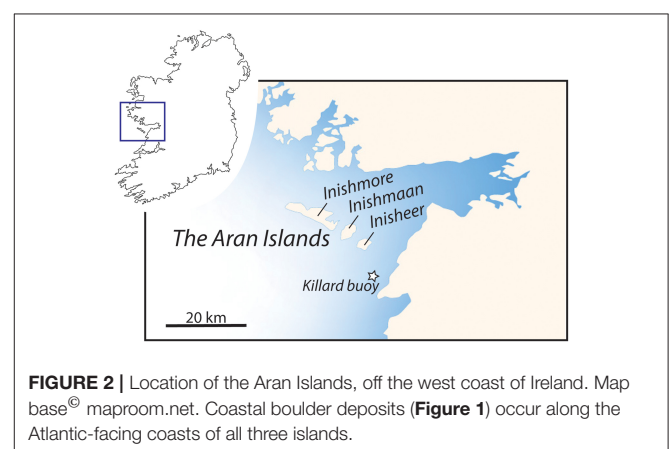 Inishmore
Inishmaan
Inisheer
The Aran Islands
Killard buoy
20 km
FIGURE 2 | Location of the Aran Islands, off the west coast of Ireland. Map
base© maproom.net. Coastal boulder deposits (Figure 1) occur along the
Atlantic-facing coasts of all three islands.